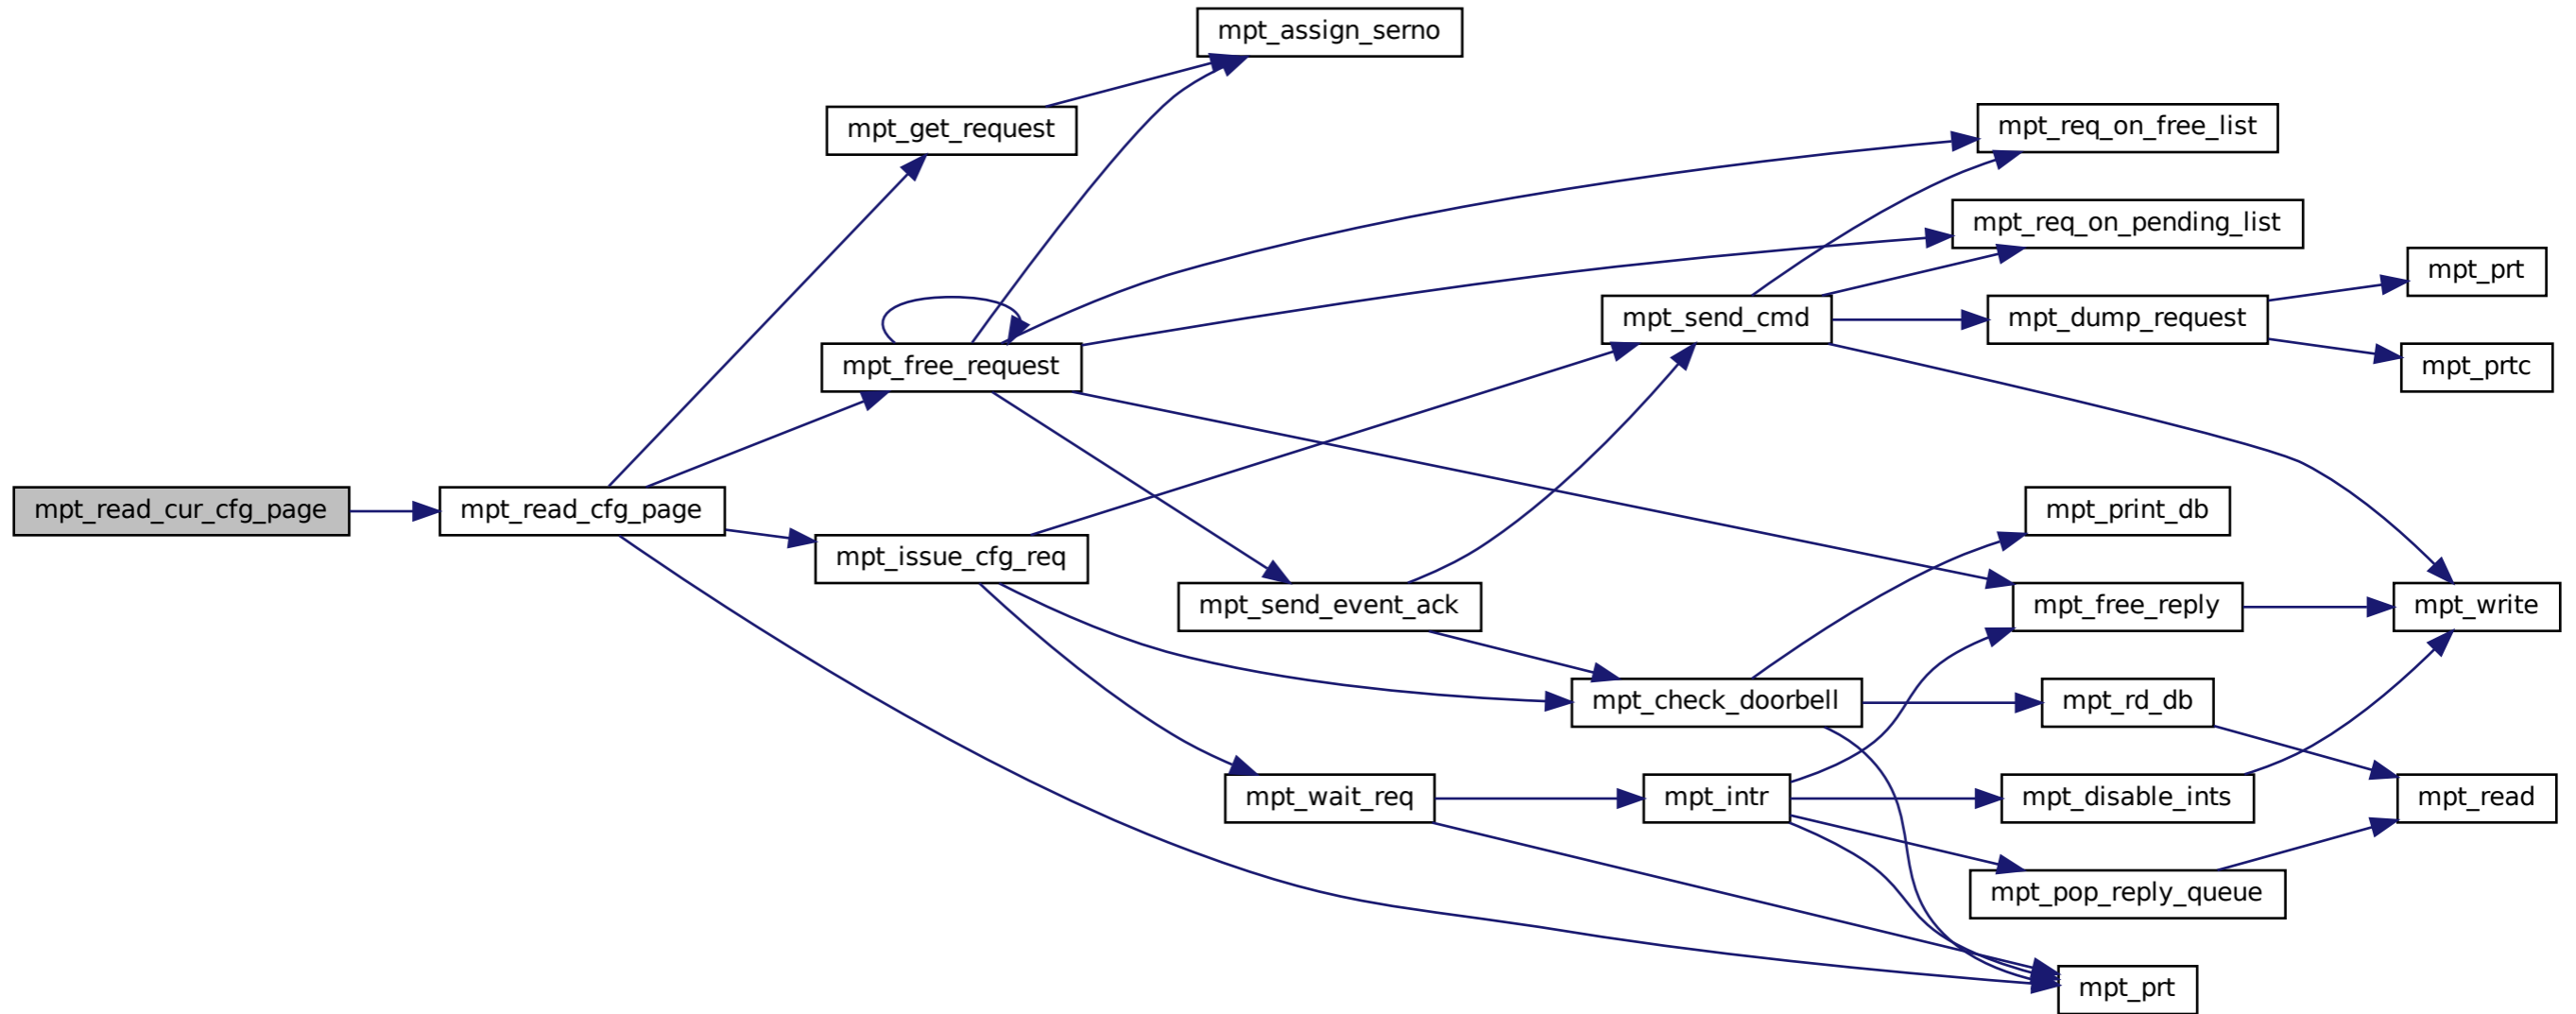 mpt_assign_serno
mpt_get_request
mpt_req_on_free_list
mpt_req_on_pending_list
mpt_prt
mpt_send_cmd
mpt_dump_request
mpt_free_request
mpt_prtc
mpt_read_cur_cfg_page
mpt_read_cfg_page
mpt_print_db
mpt_issue_cfg_req
mpt_send_event_ack
mpt_free_reply
mpt_write
mpt_check_doorbell
mpt_rd_db
mpt_wait_req
mpt_intr
mpt_disable_ints
mpt_read
mpt_pop_reply_queue
mpt_prt